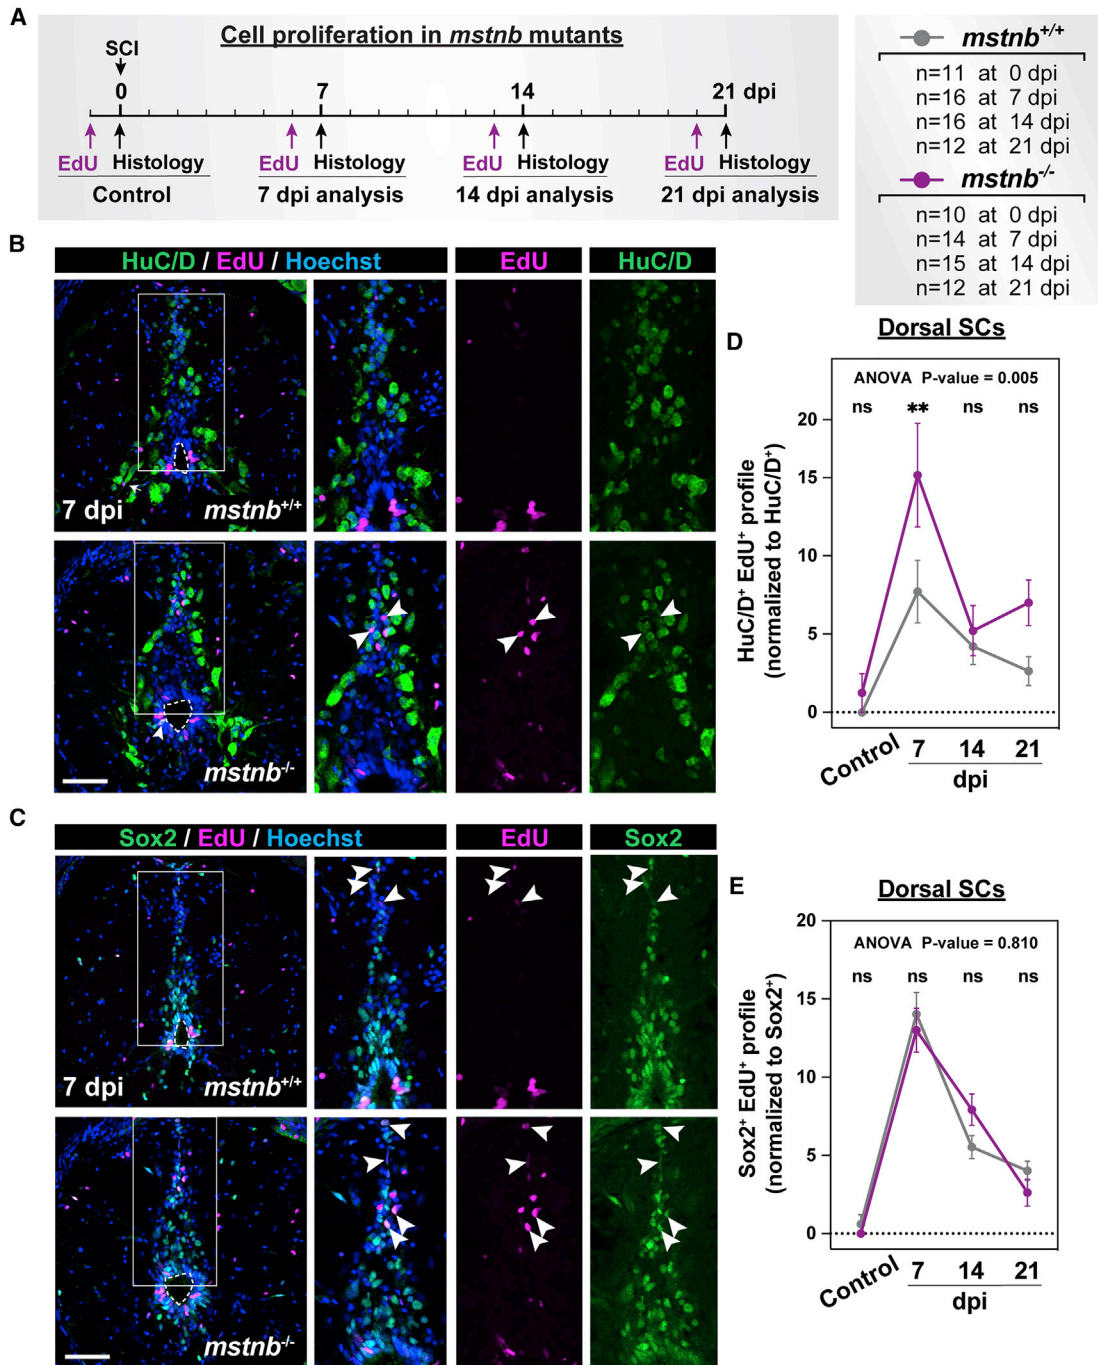 A
Cell proliferation in mstnb mutants
SCI
0 7 14 21 dpi
EdU Histology EdU Histology EdU Histology EdU Histology
Control 7 dpi analysis 14 dpi analysis 21 dpi analysis
mstnb+/+
n=11 at 0 dpi
n=16 at 7 dpi
n=16 at 14 dpi
n=12 at 21 dpi
mstnb-/-
n=10 at 0 dpi
n=14 at 7 dpi
n=15 at 14 dpi
n=12 at 21 dpi
B
HuC/D / EdU / Hoechst EdU HuC/D
7 dpi mstnb+/+
mstnb-/-
D
Dorsal SCs
ANOVA P-value = 0.005
ns ** ns ns
HuC/D+ EdU+ profile
(normalized to HuC/D+)
20
15
10
5
0
Control 7 14 21
dpi
C
Sox2 / EdU / Hoechst EdU Sox2
7 dpi mstnb+/+
mstnb-/-
E
Dorsal SCs
ANOVA P-value = 0.810
ns ns ns ns
Sox2+ EdU+ profile
(normalized to Sox2+)
20
15
10
5
0
Control 7 14 21
dpi